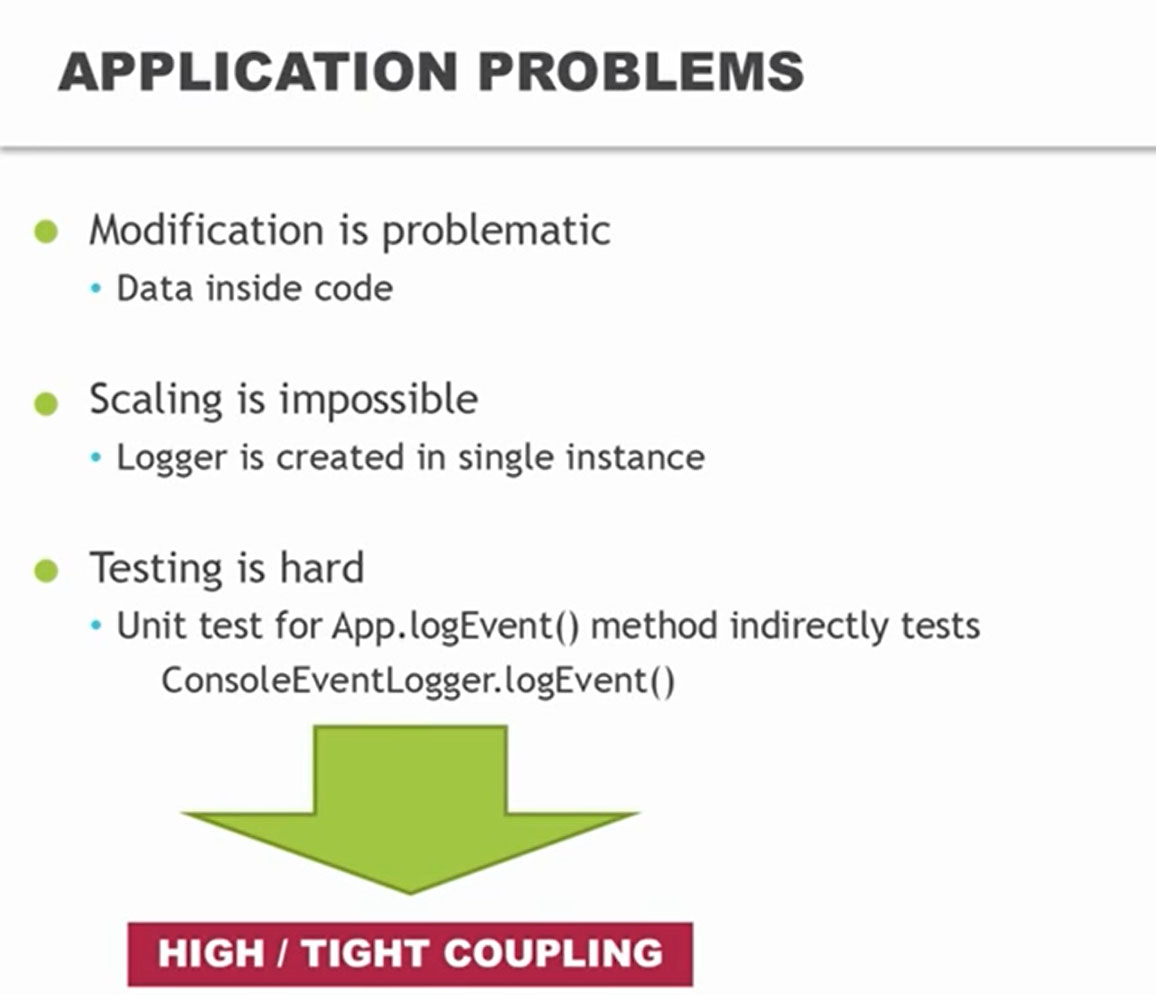 APPLICATION PROBLEMS
Modification is problematic
Data inside code
Scaling is impossible
Logger is created in single instance
Testing is hard
Unit test for App.logEvent() method indirectly tests
ConsoleEventLogger.logEvent()
HIGH / TIGHT COUPLING